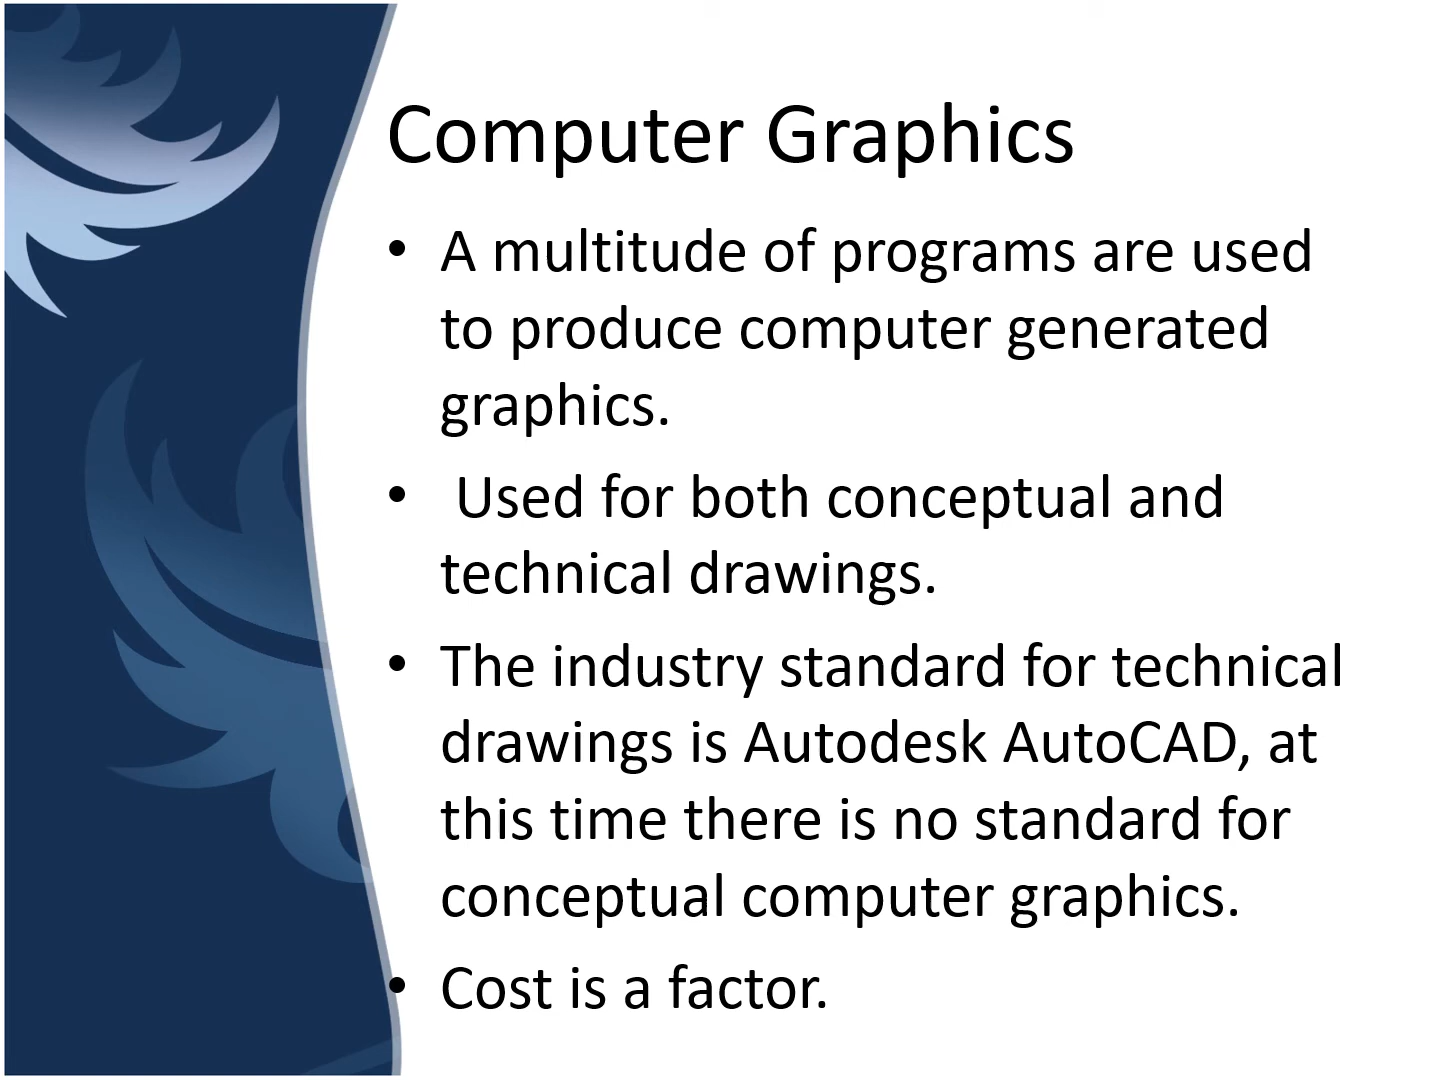 Computer Graphics
• A multitude of programs are used
to produce computer generated
graphics.
• Used for both conceptual and
technical drawings.
• The industry standard for technical
drawings is Autodesk AutoCAD, at
this time there is no standard for
conceptual computer graphics.
• Cost is a factor.